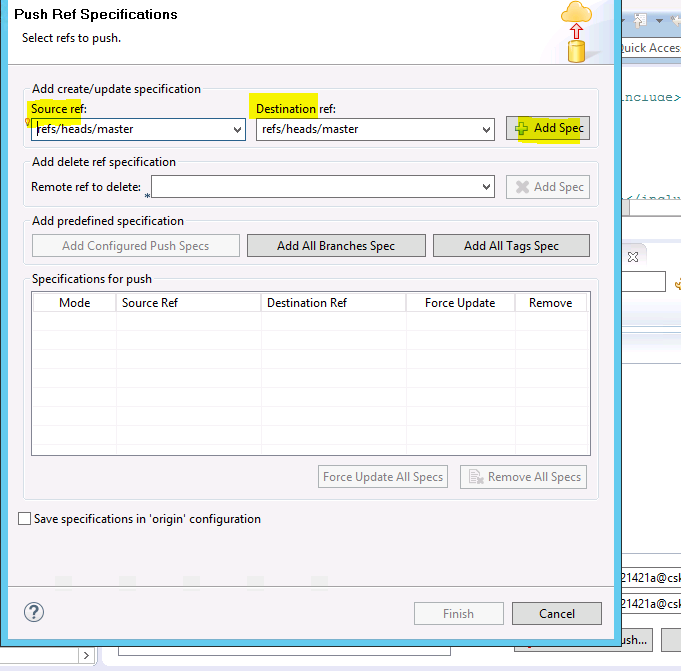 Push Ref Specifications
Select refs to push.
Quick Access
Add create/update specification
Source ref: Destination ref:
refs/heads/master refs/heads/master Add Spec
Add delete ref specification
Remote ref to delete: * Add Spec
Add predefined specification
Add Configured Push Specs Add All Branches Spec Add All Tags Spec
Specifications for push
Mode Source Ref Destination Ref Force Update Remove
Force Update All Specs Remove All Specs
Save specifications in 'origin' configuration
21421a@csk
21421a@csk
? Finish Cancel